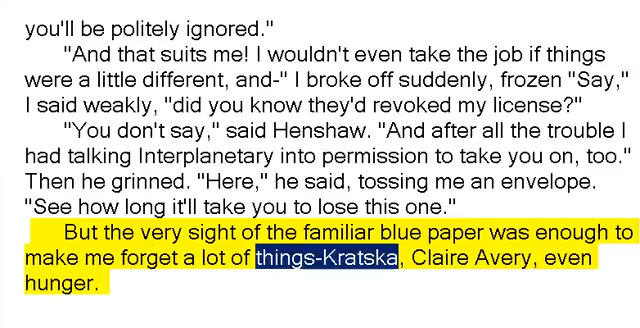 you'll be politely ignored."
"And that suits me! I wouldn't even take the job if things
were a little different, and-" I broke off suddenly, frozen "Say,"
I said weakly, "did you know they'd revoked my license?"
"You don't say," said Henshaw. "And after all the trouble I
had talking Interplanetary into permission to take you on, too."
Then he grinned. "Here," he said, tossing me an envelope.
"See how long it'll take you to lose this one."
But the very sight of the familiar blue paper was enough to
make me forget a lot of things-Kratska, Claire Avery, even
hunger.